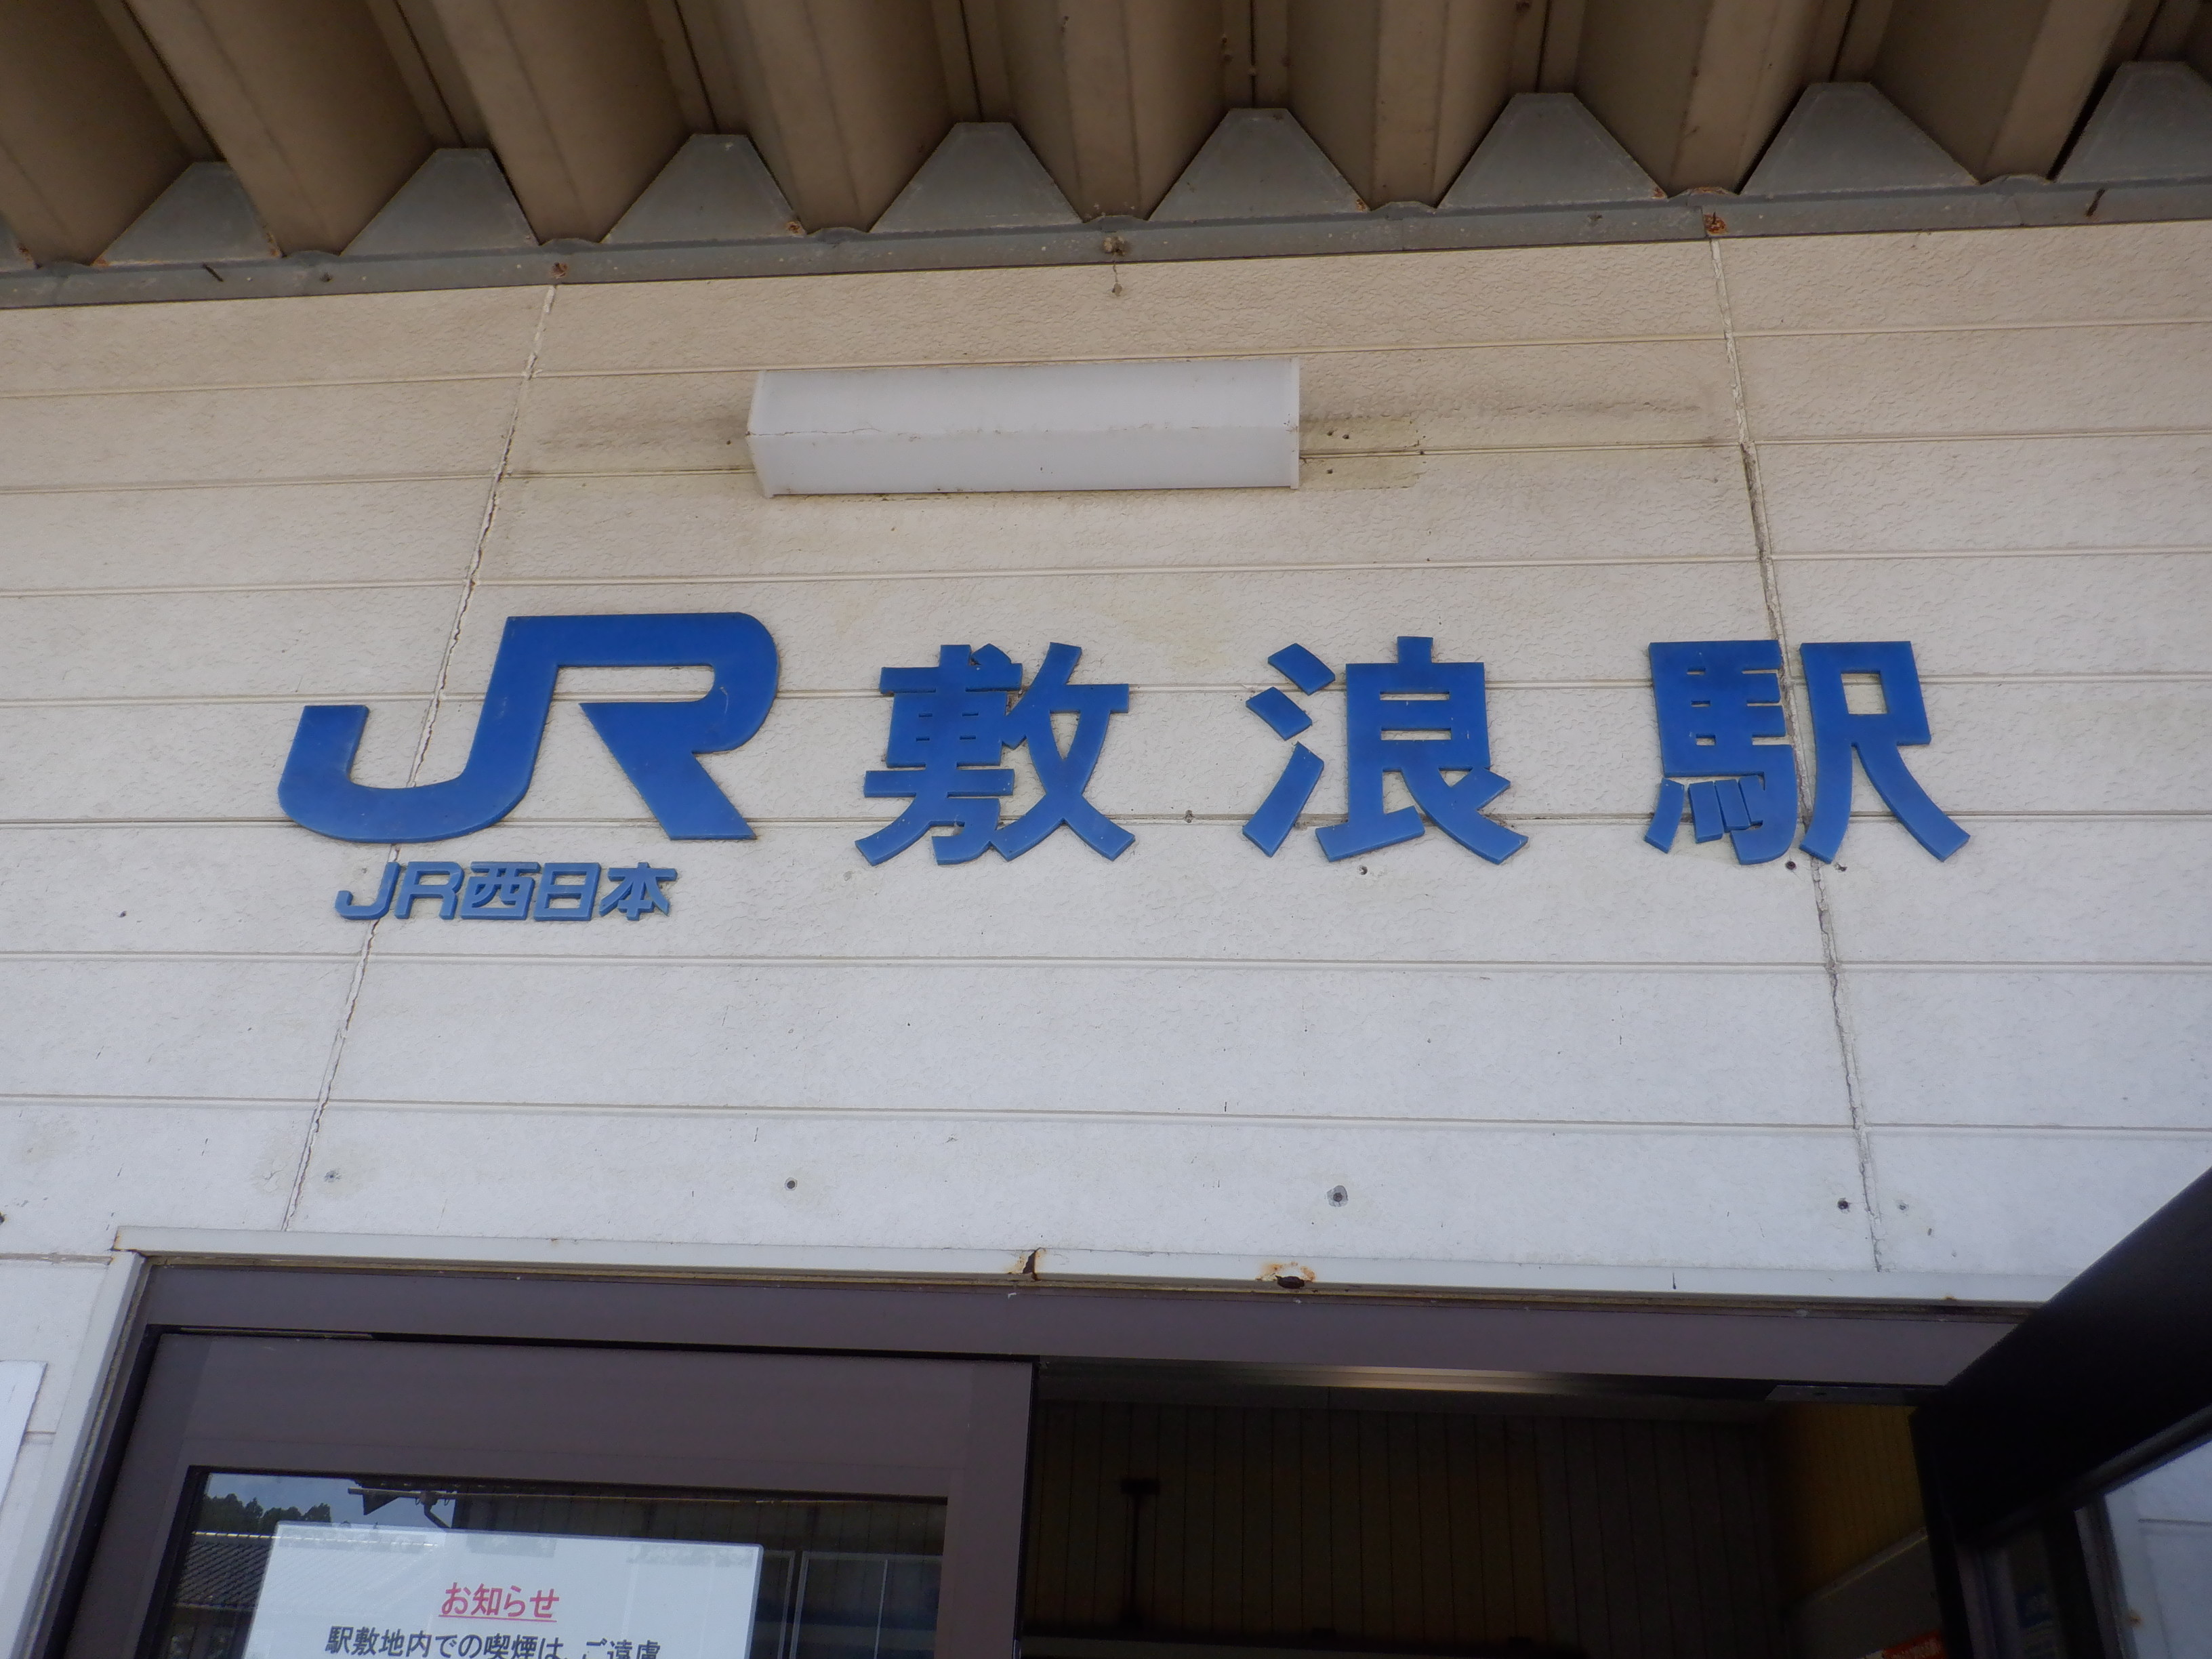 JR 敷浪駅
JR西日本
お知らせ
駅敷地内での喫煙は、ご遠慮